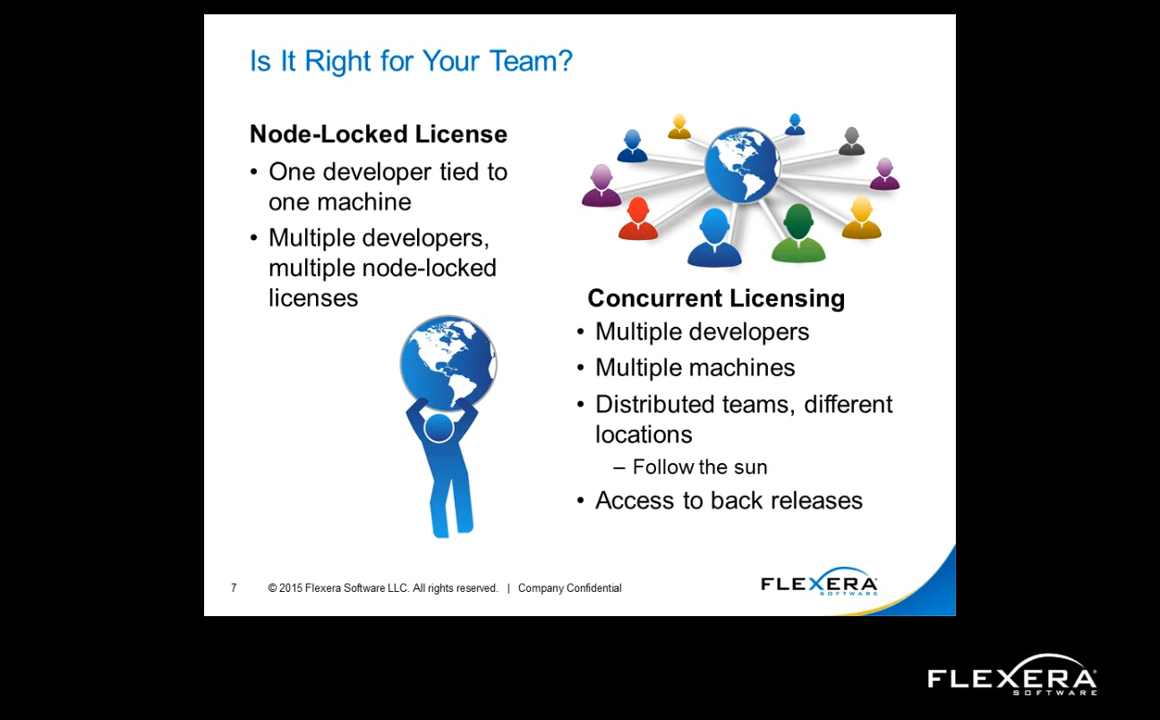 Is It Right for Your Team?
Node-Locked License
• One developer tied to
one machine
• Multiple developers,
multiple node-locked
licenses
Concurrent Licensing
• Multiple developers
• Multiple machines
• Distributed teams, different
locations
– Follow the sun
• Access to back releases
7 © 2015 Flexera Software LLC. All rights reserved. | Company Confidential
FLEXERA
SOFTWARE
FLEXERA
SOFTWARE